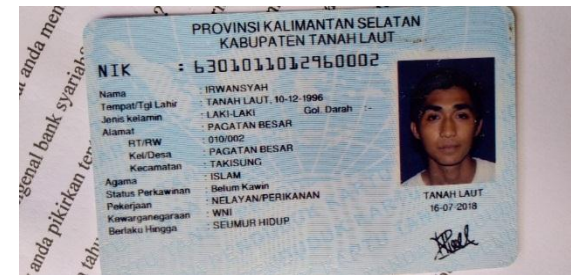 PROVINSI KALIMANTAN SELATAN
KABUPATEN TANAH LAUT
NIK : 6301011012960002
Nama : IRWANSYAH
Tempat/Tgl Lahir : TANAH LAUT, 10-12-1996
Jenis kelamin : LAKI-LAKI Gol. Darah :-
Alamat : PAGATAN BESAR
RT/RW : 010/002
Kel/Desa : PAGATAN BESAR
Kecamatan : TAKISUNG
Agama : ISLAM
Status Perkawinan : Belum Kawin
Pekerjaan : NELAYAN/PERIKANAN
Kewarganegaraan : WNI
Berlaku Hingga : SEUMUR HIDUP
TANAH LAUT
16-07-2018
anda men
syariah
genal bank
anda pikirkan